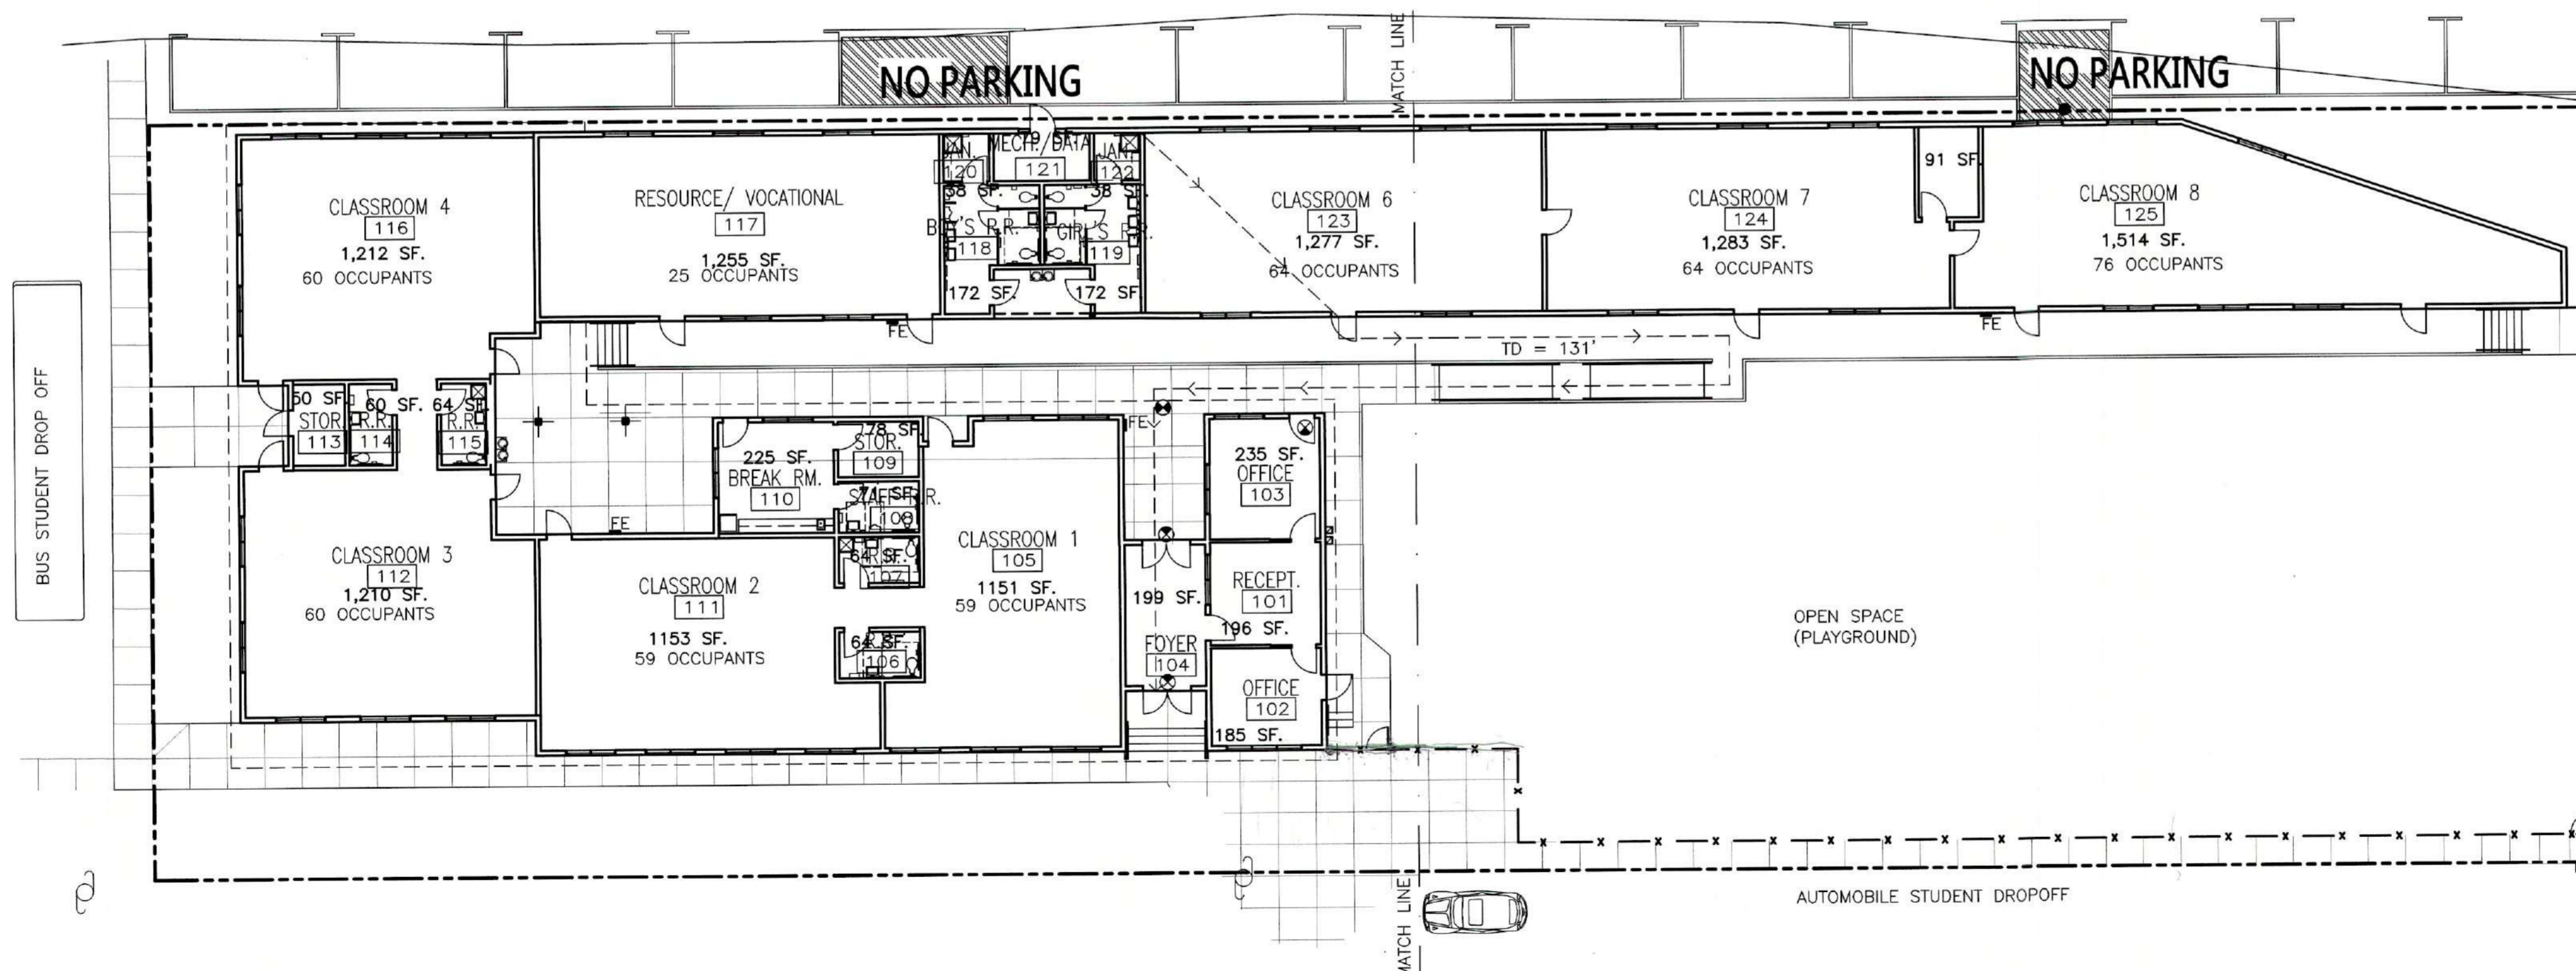 NO PARKING
NO PARKING
MATCH LINE
CLASSROOM 4
116
1,212 SF.
60 OCCUPANTS
RESOURCE/ VOCATIONAL
117
1,255 SF.
25 OCCUPANTS
JAN.
120
38 SF.
MECH./DATA
121
JAN.
122
38 SF.
BOY'S R.R.
118
172 SF.
GIRL'S R.R.
119
172 SF.
CLASSROOM 6
123
1,277 SF.
64 OCCUPANTS
CLASSROOM 7
124
1,283 SF.
64 OCCUPANTS
91 SF.
CLASSROOM 8
125
1,514 SF.
76 OCCUPANTS
FE
FE
TD = 131'
BUS STUDENT DROP OFF
50 SF.
STOR.
113
60 SF.
R.R.
114
64 SF.
R.R.
115
FE
225 SF.
BREAK RM.
110
78 SF.
STOR.
109
71 SF.
STAFF R.R.
108
FE
235 SF.
OFFICE
103
CLASSROOM 3
112
1,210 SF.
60 OCCUPANTS
CLASSROOM 2
111
1153 SF.
59 OCCUPANTS
64 SF.
R.R.
107
64 SF.
R.R.
106
CLASSROOM 1
105
1151 SF.
59 OCCUPANTS
199 SF.
FOYER
104
RECEPT.
101
196 SF.
OFFICE
102
185 SF.
OPEN SPACE
(PLAYGROUND)
AUTOMOBILE STUDENT DROPOFF
MATCH LINE